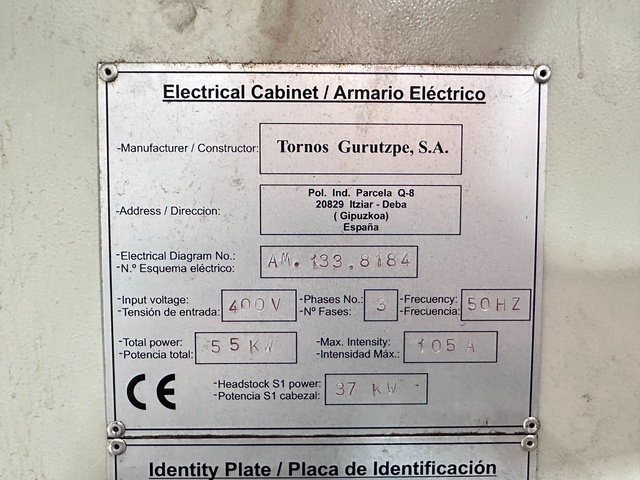 Electrical Cabinet / Armario Eléctrico
-Manufacturer / Constructor: Tornos Gurutzpe, S.A.
-Address / Direccion:
Pol. Ind. Parcela Q-8
20829 Itziar - Deba
( Gipuzkoa)
España
-Electrical Diagram No.:
-N.º Esquema eléctrico:
AM. 133.8184
-Input voltage:
-Tensión de entrada:
400V
-Phases No.:
-Nº Fases:
3
-Frecuency:
-Frecuencia:
50HZ
-Total power:
-Potencia total:
55KW
-Max. Intensity:
-Intensidad Máx.:
105A
CE
-Headstock S1 power:
-Potencia S1 cabezal:
37 KW
Identity Plate / Placa de Identificación